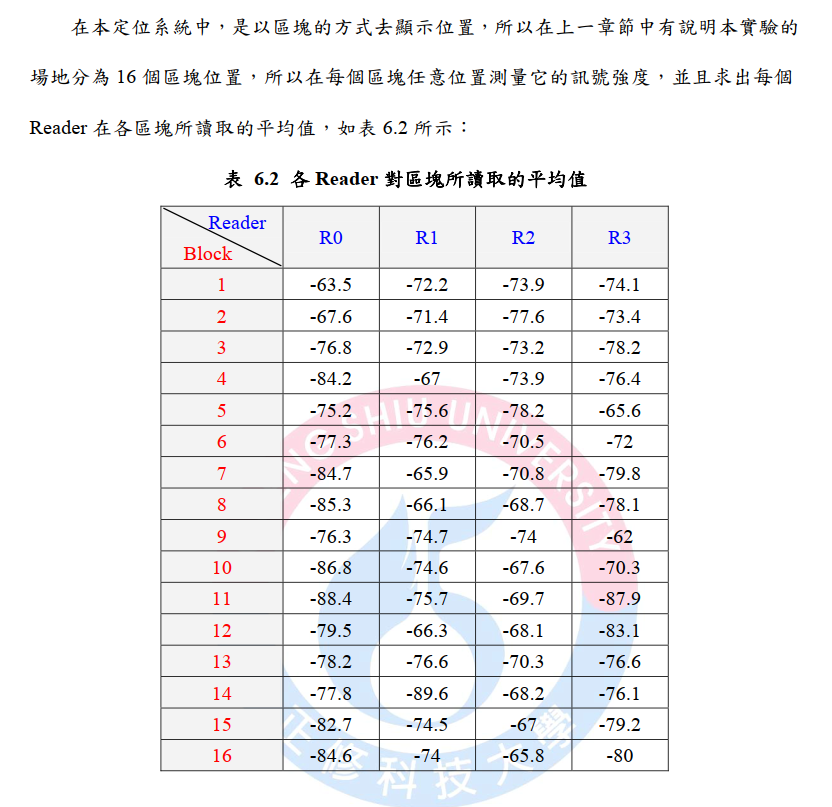 在本定位系統中，是以區塊的方式去顯示位置，所以在上一章節中有說明本實驗的
場地分為 16 個區塊位置，所以在每個區塊任意位置測量它的訊號強度，並且求出每個
Reader 在各區塊所讀取的平均值，如表 6.2 所示：
表 6.2 各 Reader 對區塊所讀取的平均值
Reader
Block R0 R1 R2 R3
1 -63.5 -72.2 -73.9 -74.1
2 -67.6 -71.4 -77.6 -73.4
3 -76.8 -72.9 -73.2 -78.2
4 -84.2 -67 -73.9 -76.4
5 -75.2 -75.6 -78.2 -65.6
6 -77.3 -76.2 -70.5 -72
7 -84.7 -65.9 -70.8 -79.8
8 -85.3 -66.1 -68.7 -78.1
9 -76.3 -74.7 -74 -62
10 -86.8 -74.6 -67.6 -70.3
11 -88.4 -75.7 -69.7 -87.9
12 -79.5 -66.3 -68.1 -83.1
13 -78.2 -76.6 -70.3 -76.6
14 -77.8 -89.6 -68.2 -76.1
15 -82.7 -74.5 -67 -79.2
16 -84.6 -74 -65.8 -80
SHIU UNIVERSITY
正修科技大學